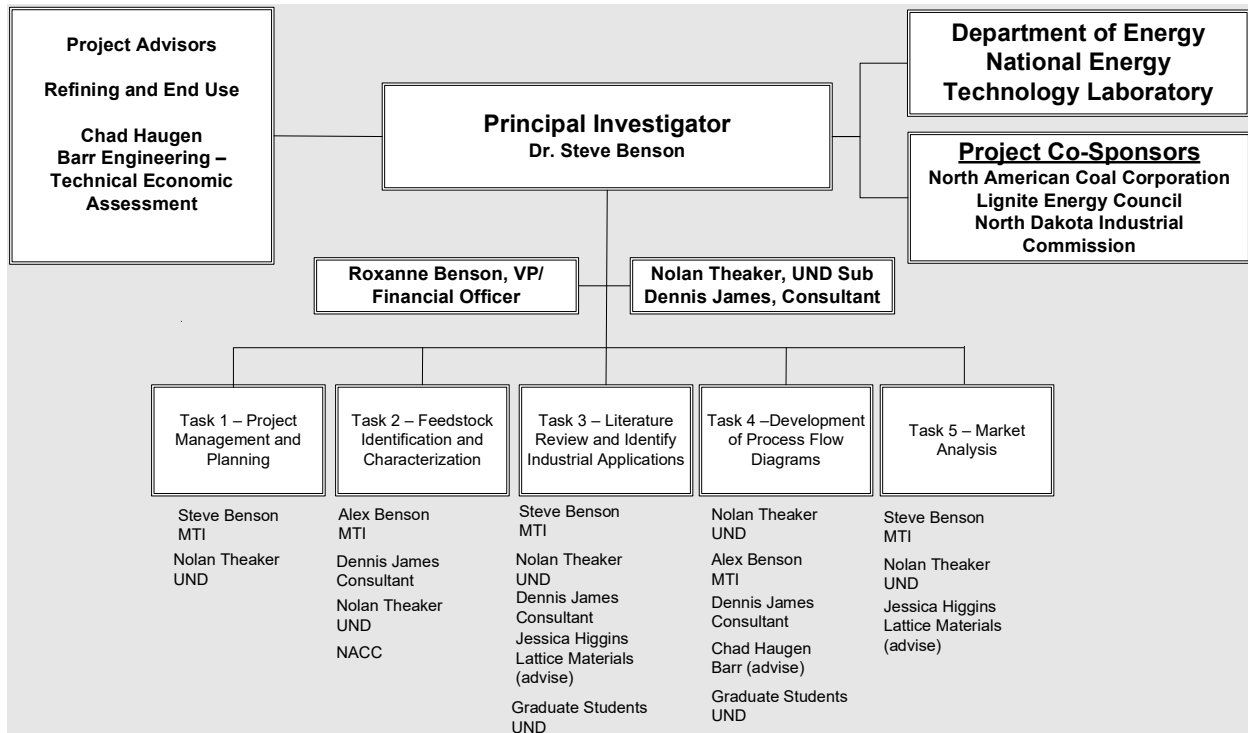 Project Advisors
Refining and End Use
Chad Haugen
Barr Engineering –
Technical Economic
Assessment
Principal Investigator
Dr. Steve Benson
Department of Energy
National Energy
Technology Laboratory
Project Co-Sponsors
North American Coal Corporation
Lignite Energy Council
North Dakota Industrial
Commission
Roxanne Benson, VP/
Financial Officer
Nolan Theaker, UND Sub
Dennis James, Consultant
Task 1 – Project
Management and
Planning
Task 2 – Feedstock
Identification and
Characterization
Task 3 – Literature
Review and Identify
Industrial Applications
Task 4 –Development
of Process Flow
Diagrams
Task 5 – Market
Analysis
Steve Benson
MTI
Nolan Theaker
UND
Alex Benson
MTI
Dennis James
Consultant
Nolan Theaker
UND
NACC
Steve Benson
MTI
Nolan Theaker
UND
Dennis James
Consultant
Jessica Higgins
Lattice Materials
(advise)
Graduate Students
UND
Nolan Theaker
UND
Alex Benson
MTI
Dennis James
Consultant
Chad Haugen
Barr (advise)
Graduate Students
UND
Steve Benson
MTI
Nolan Theaker
UND
Jessica Higgins
Lattice Materials
(advise)